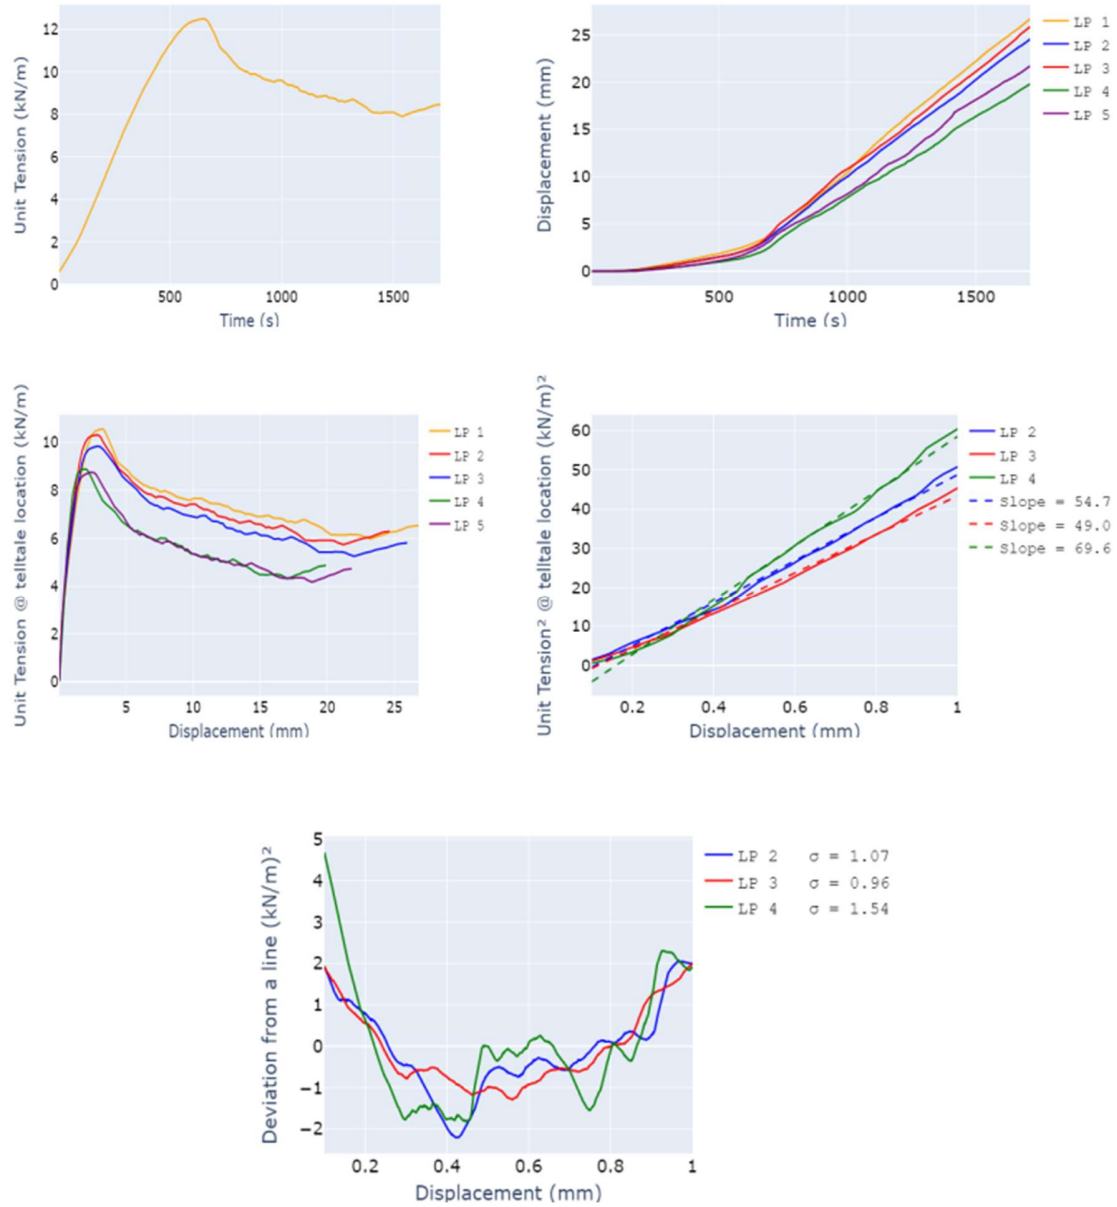 12
10
8
6
4
2
0
500
1000
1500
Unit Tension (kN/m)
Time (s)
25
20
15
10
5
0
500
1000
1500
Displacement (mm)
Time (s)
LP 1
LP 2
LP 3
LP 4
LP 5
10
8
6
4
2
0
5
10
15
20
25
Unit Tension @ telltale location (kN/m)
Displacement (mm)
LP 1
LP 2
LP 3
LP 4
LP 5
60
50
40
30
20
10
0
0.2
0.4
0.6
0.8
1
Unit Tension² @ telltale location (kN/m)²
Displacement (mm)
LP 2
LP 3
LP 4
Slope = 54.7
Slope = 49.0
Slope = 69.6
5
4
3
2
1
0
−1
−2
0.2
0.4
0.6
0.8
1
Deviation from a line (kN/m)²
Displacement (mm)
LP 2 σ = 1.07
LP 3 σ = 0.96
LP 4 σ = 1.54